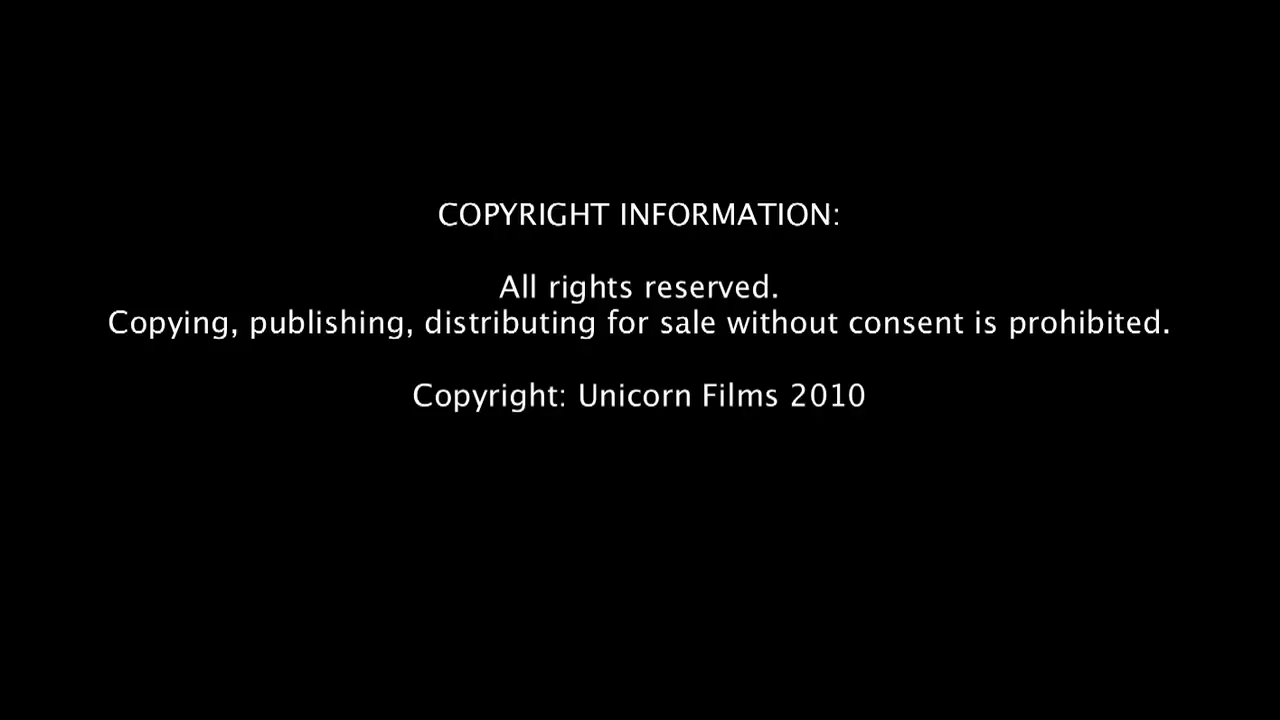 COPYRIGHT INFORMATION:
All rights reserved.
Copying, publishing, distributing for sale without consent is prohibited.
Copyright: Unicorn Films 2010